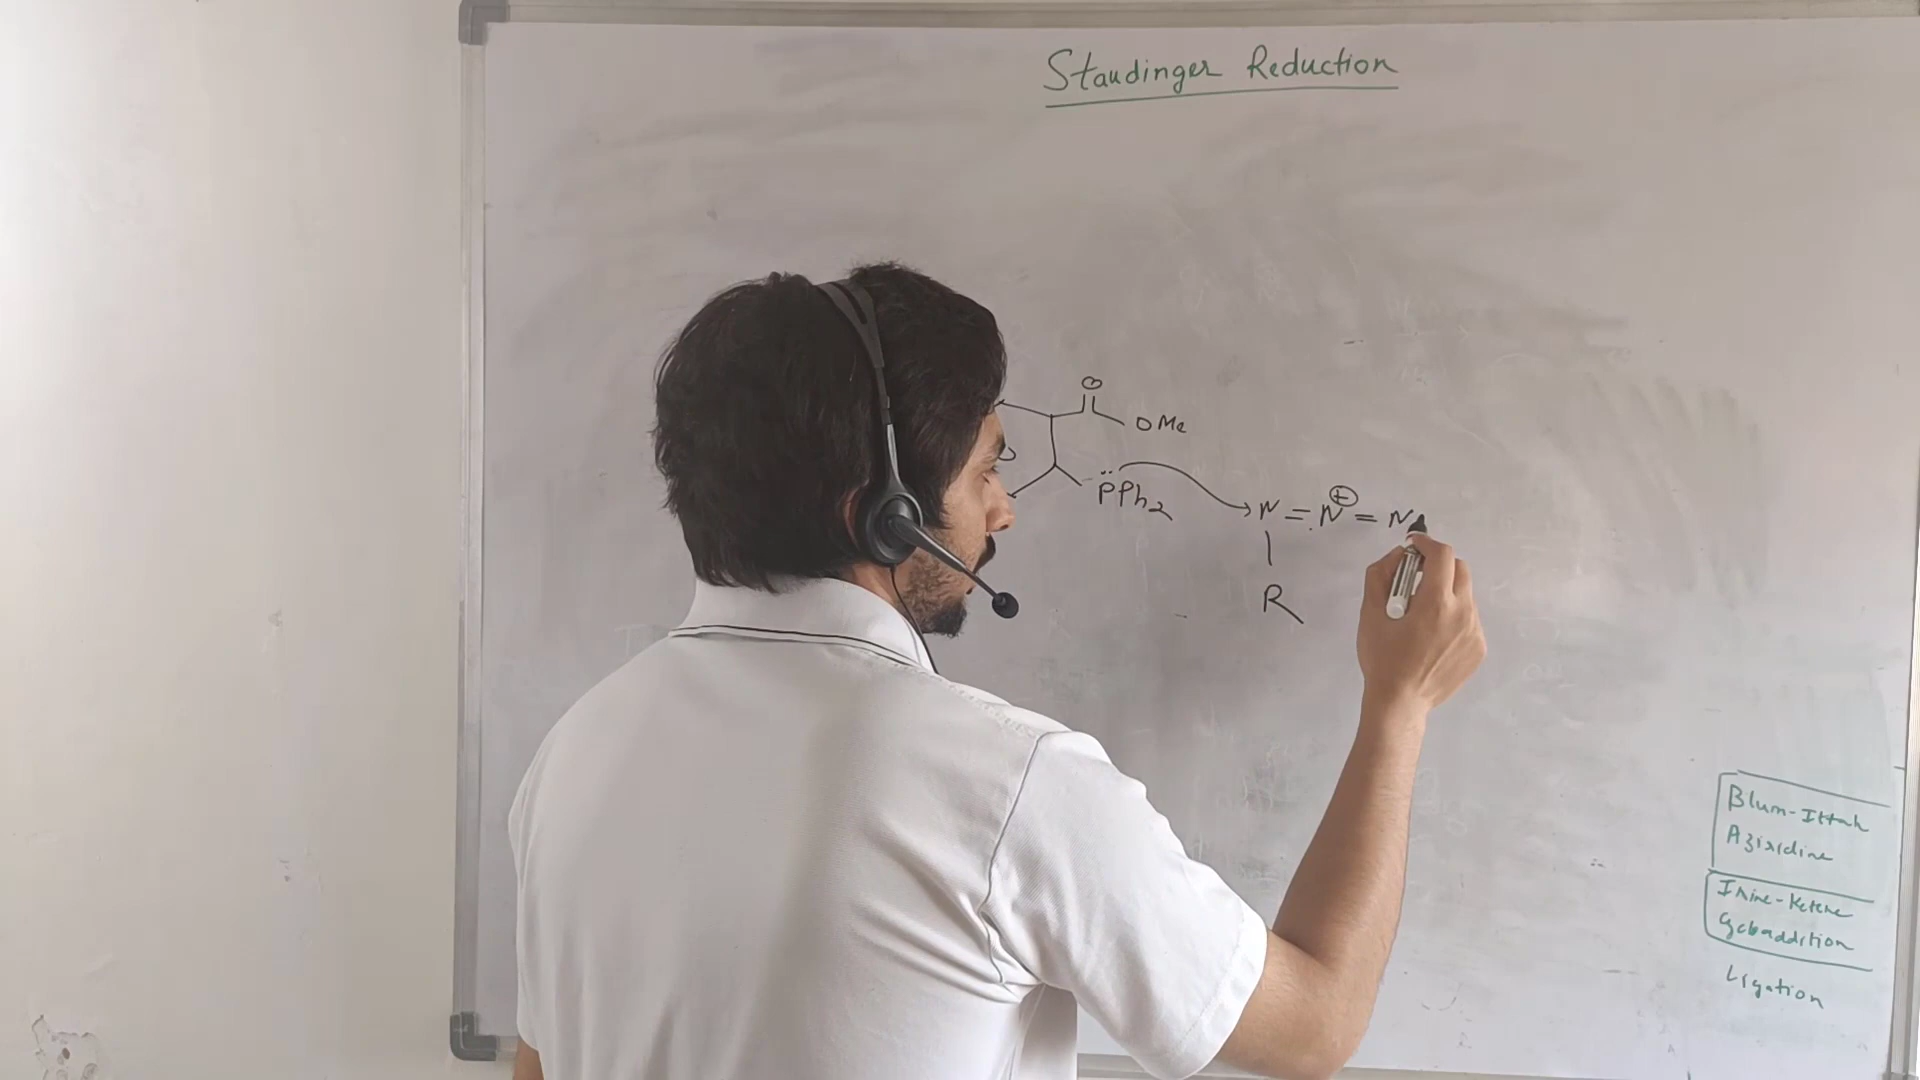 Staudinger Reduction
O
OMe
PPh2
N = N = N
R
Blum-Ittah
Aziridine
Imine-Ketene
Cycloaddition
Ligation